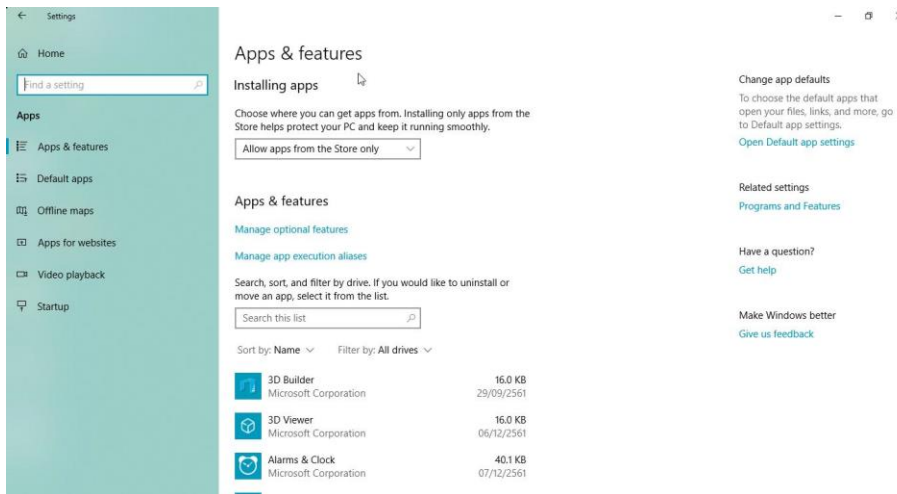 Settings
Home
Find a setting
Apps
Apps & features
Default apps
Offline maps
Apps for websites
Video playback
Startup
Apps & features
Installing apps
Choose where you can get apps from. Installing only apps from the
Store helps protect your PC and keep it running smoothly.
Allow apps from the Store only
Apps & features
Manage optional features
Manage app execution aliases
Search, sort, and filter by drive. If you would like to uninstall or
move an app, select it from the list.
Search this list
Sort by: Name Filter by: All drives
3D Builder 16.0 KB
Microsoft Corporation 29/09/2561
3D Viewer 16.0 KB
Microsoft Corporation 06/12/2561
Alarms & Clock 40.1 KB
Microsoft Corporation 07/12/2561
Change app defaults
To choose the default apps that
open your files, links, and more, go
to Default app settings.
Open Default app settings
Related settings
Programs and Features
Have a question?
Get help
Make Windows better
Give us feedback